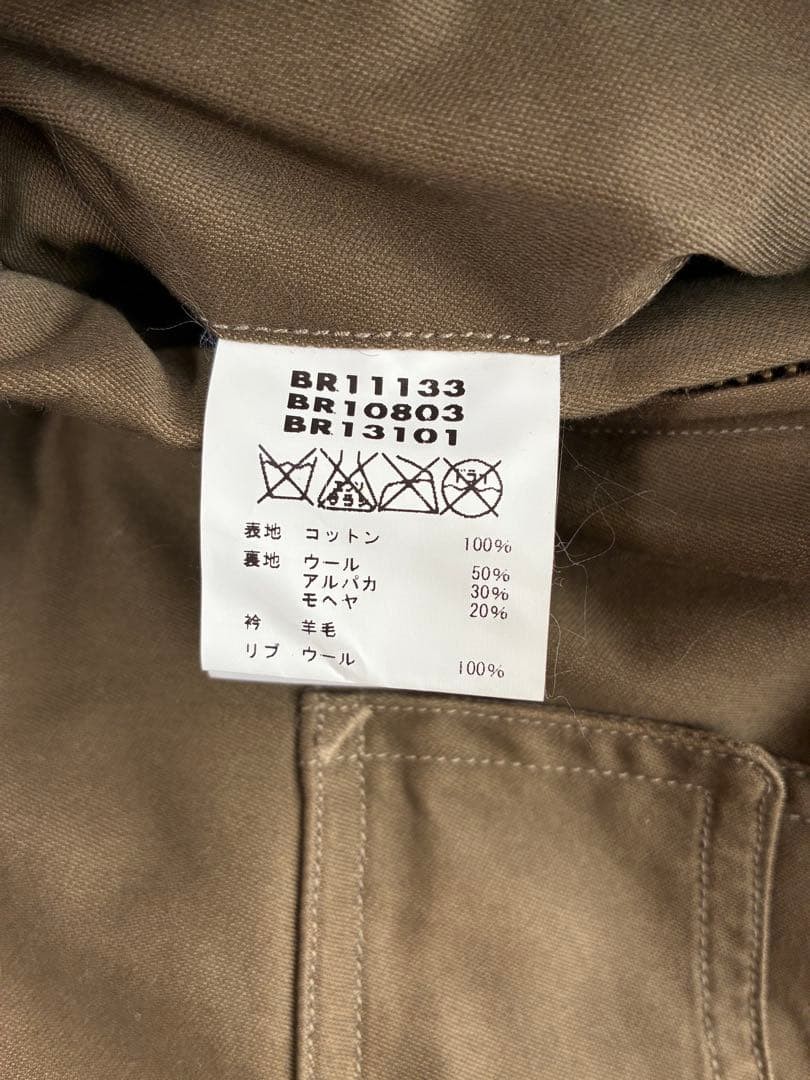 BR11133
BR10803
BR13101
エンソ サラシ ドライ
表地 コットン 100%
裏地 ウール 50%
アルパカ 30%
モヘヤ 20%
衿 羊毛
リブ ウール 100%